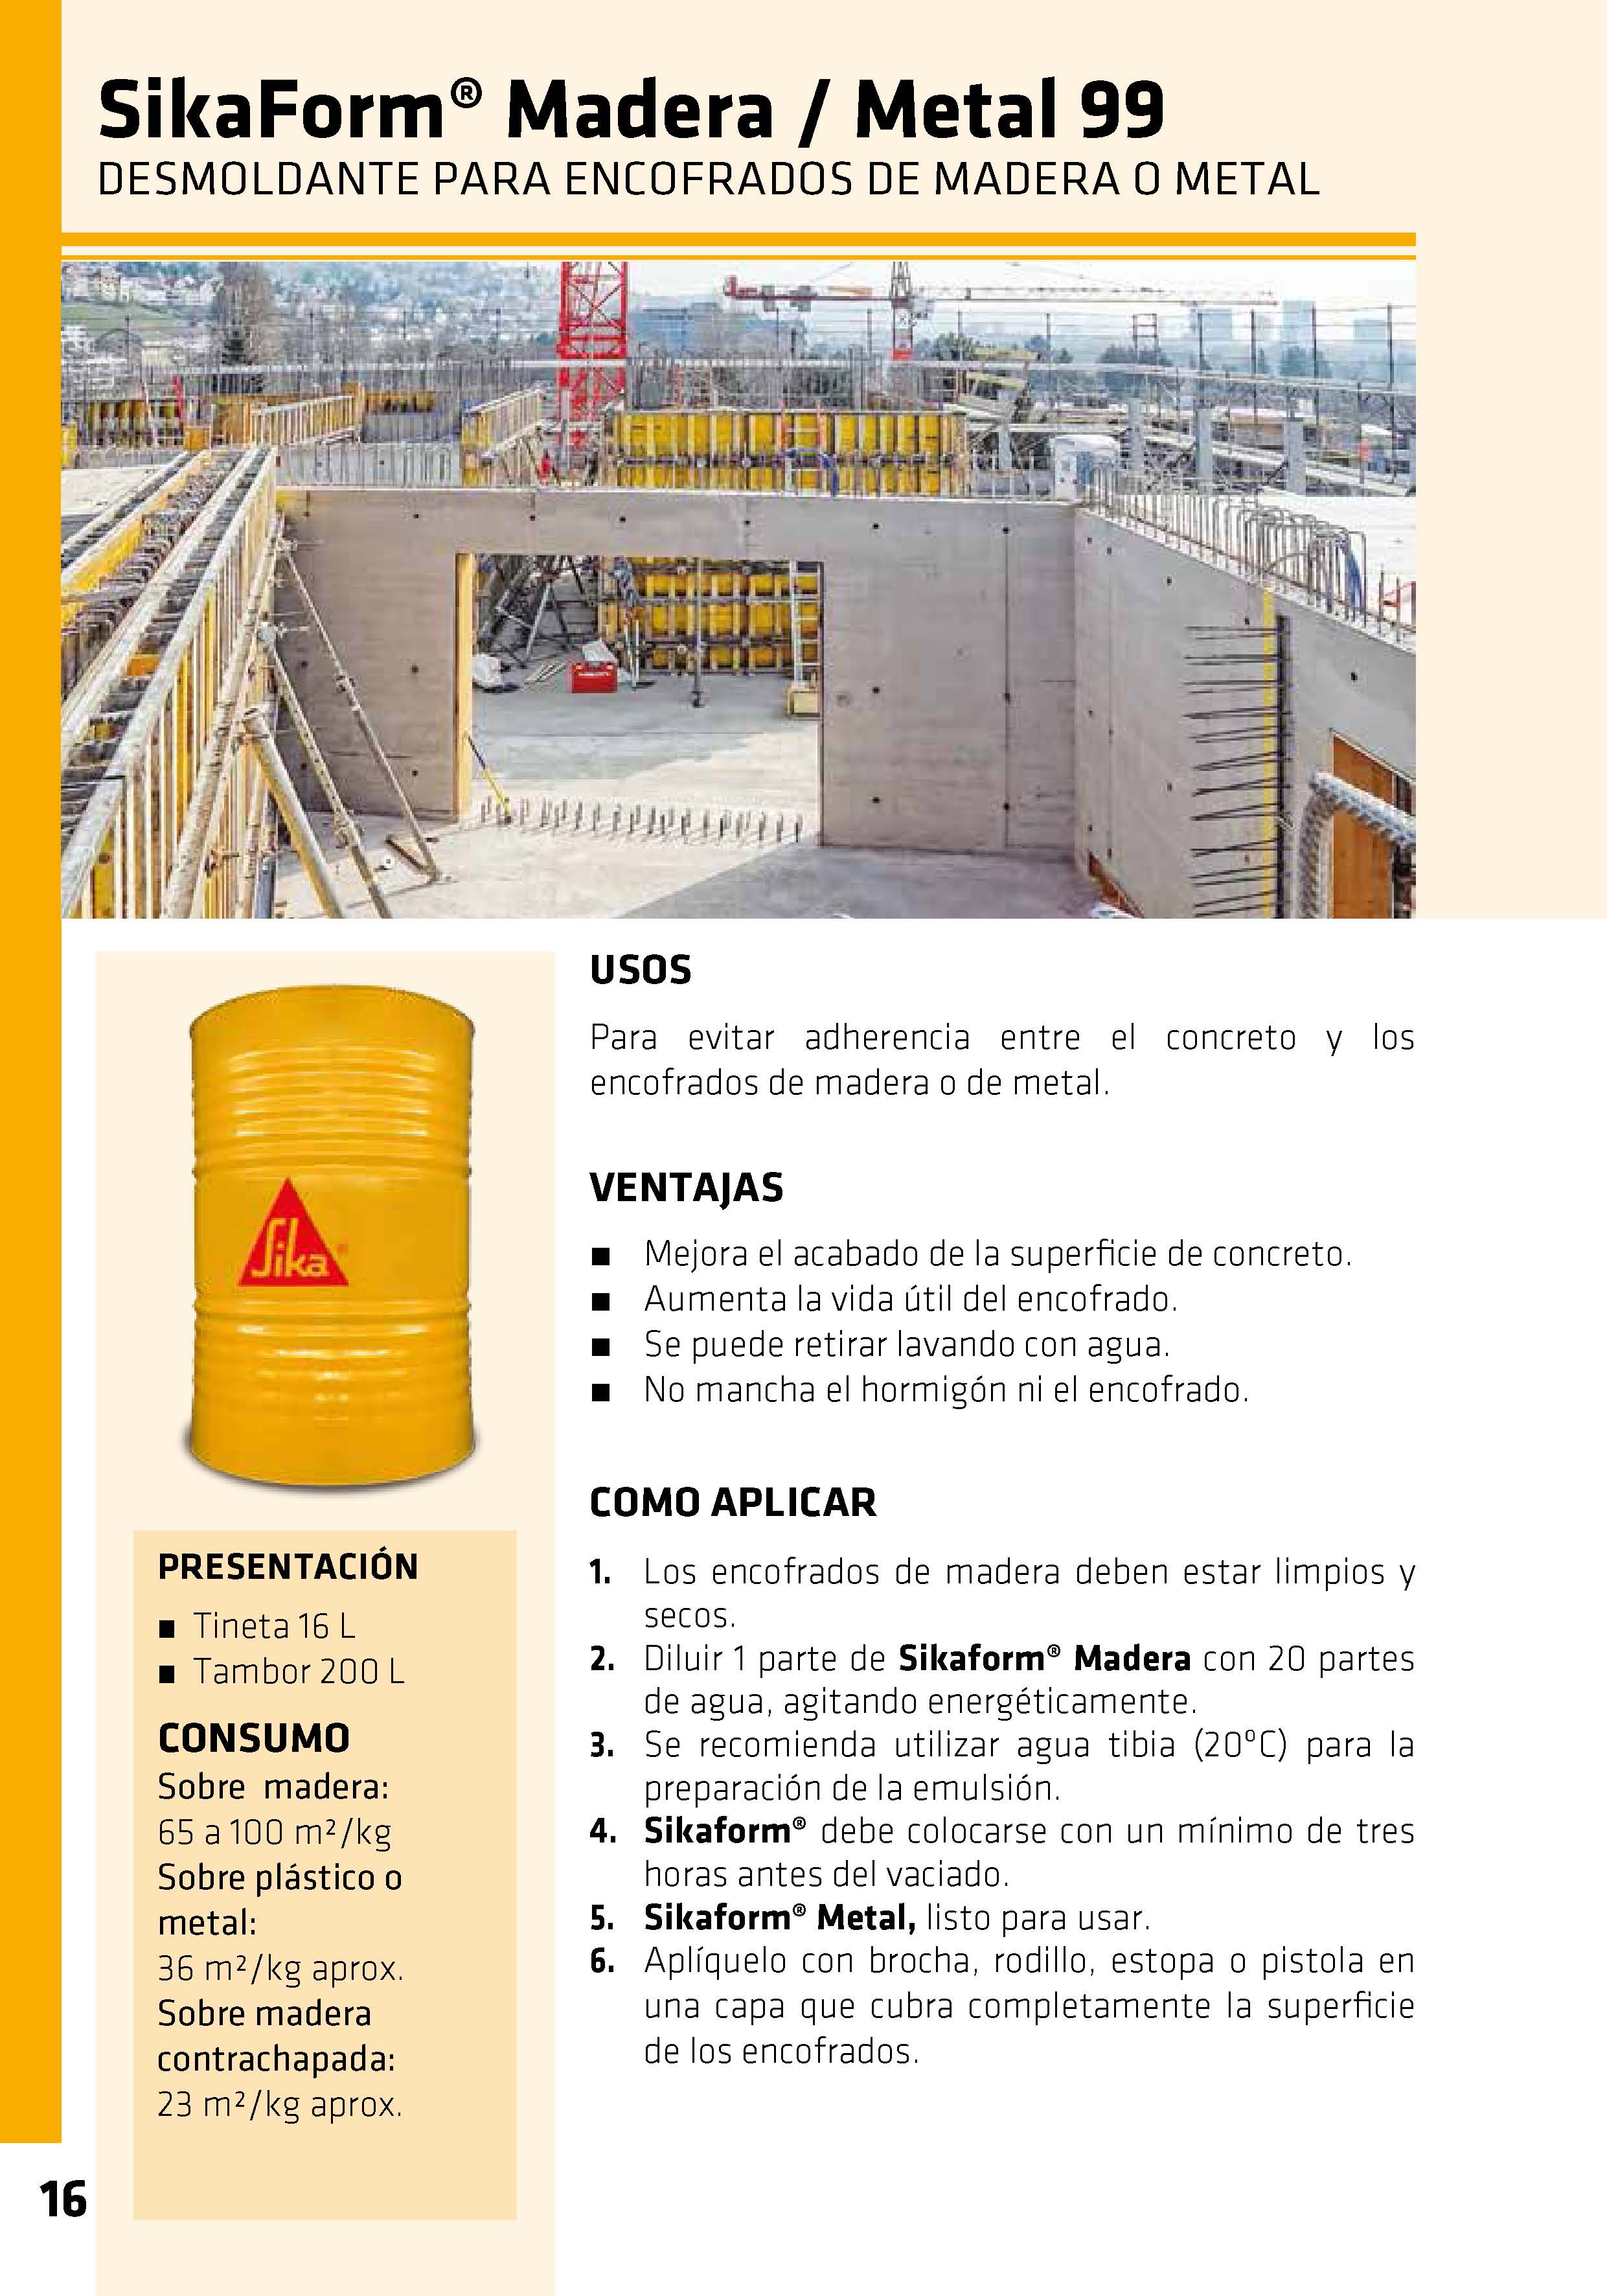 SikaForm® Madera / Metal 99
DESMOLDANTE PARA ENCOFRADOS DE MADERA O METAL
Sika®
PRESENTACIÓN
■ Tineta 16 L
■ Tambor 200 L
CONSUMO
Sobre madera:
65 a 100 m²/kg
Sobre plástico o
metal:
36 m²/kg aprox.
Sobre madera
contrachapada:
23 m²/kg aprox.
USOS
Para evitar adherencia entre el concreto y los
encofrados de madera o de metal.
VENTAJAS
■ Mejora el acabado de la superficie de concreto.
■ Aumenta la vida útil del encofrado.
■ Se puede retirar lavando con agua.
■ No mancha el hormigón ni el encofrado.
COMO APLICAR
1. Los encofrados de madera deben estar limpios y
secos.
2. Diluir 1 parte de Sikaform® Madera con 20 partes
de agua, agitando energéticamente.
3. Se recomienda utilizar agua tibia (20ºC) para la
preparación de la emulsión.
4. Sikaform® debe colocarse con un mínimo de tres
horas antes del vaciado.
5. Sikaform® Metal, listo para usar.
6. Aplíquelo con brocha, rodillo, estopa o pistola en
una capa que cubra completamente la superficie
de los encofrados.
16